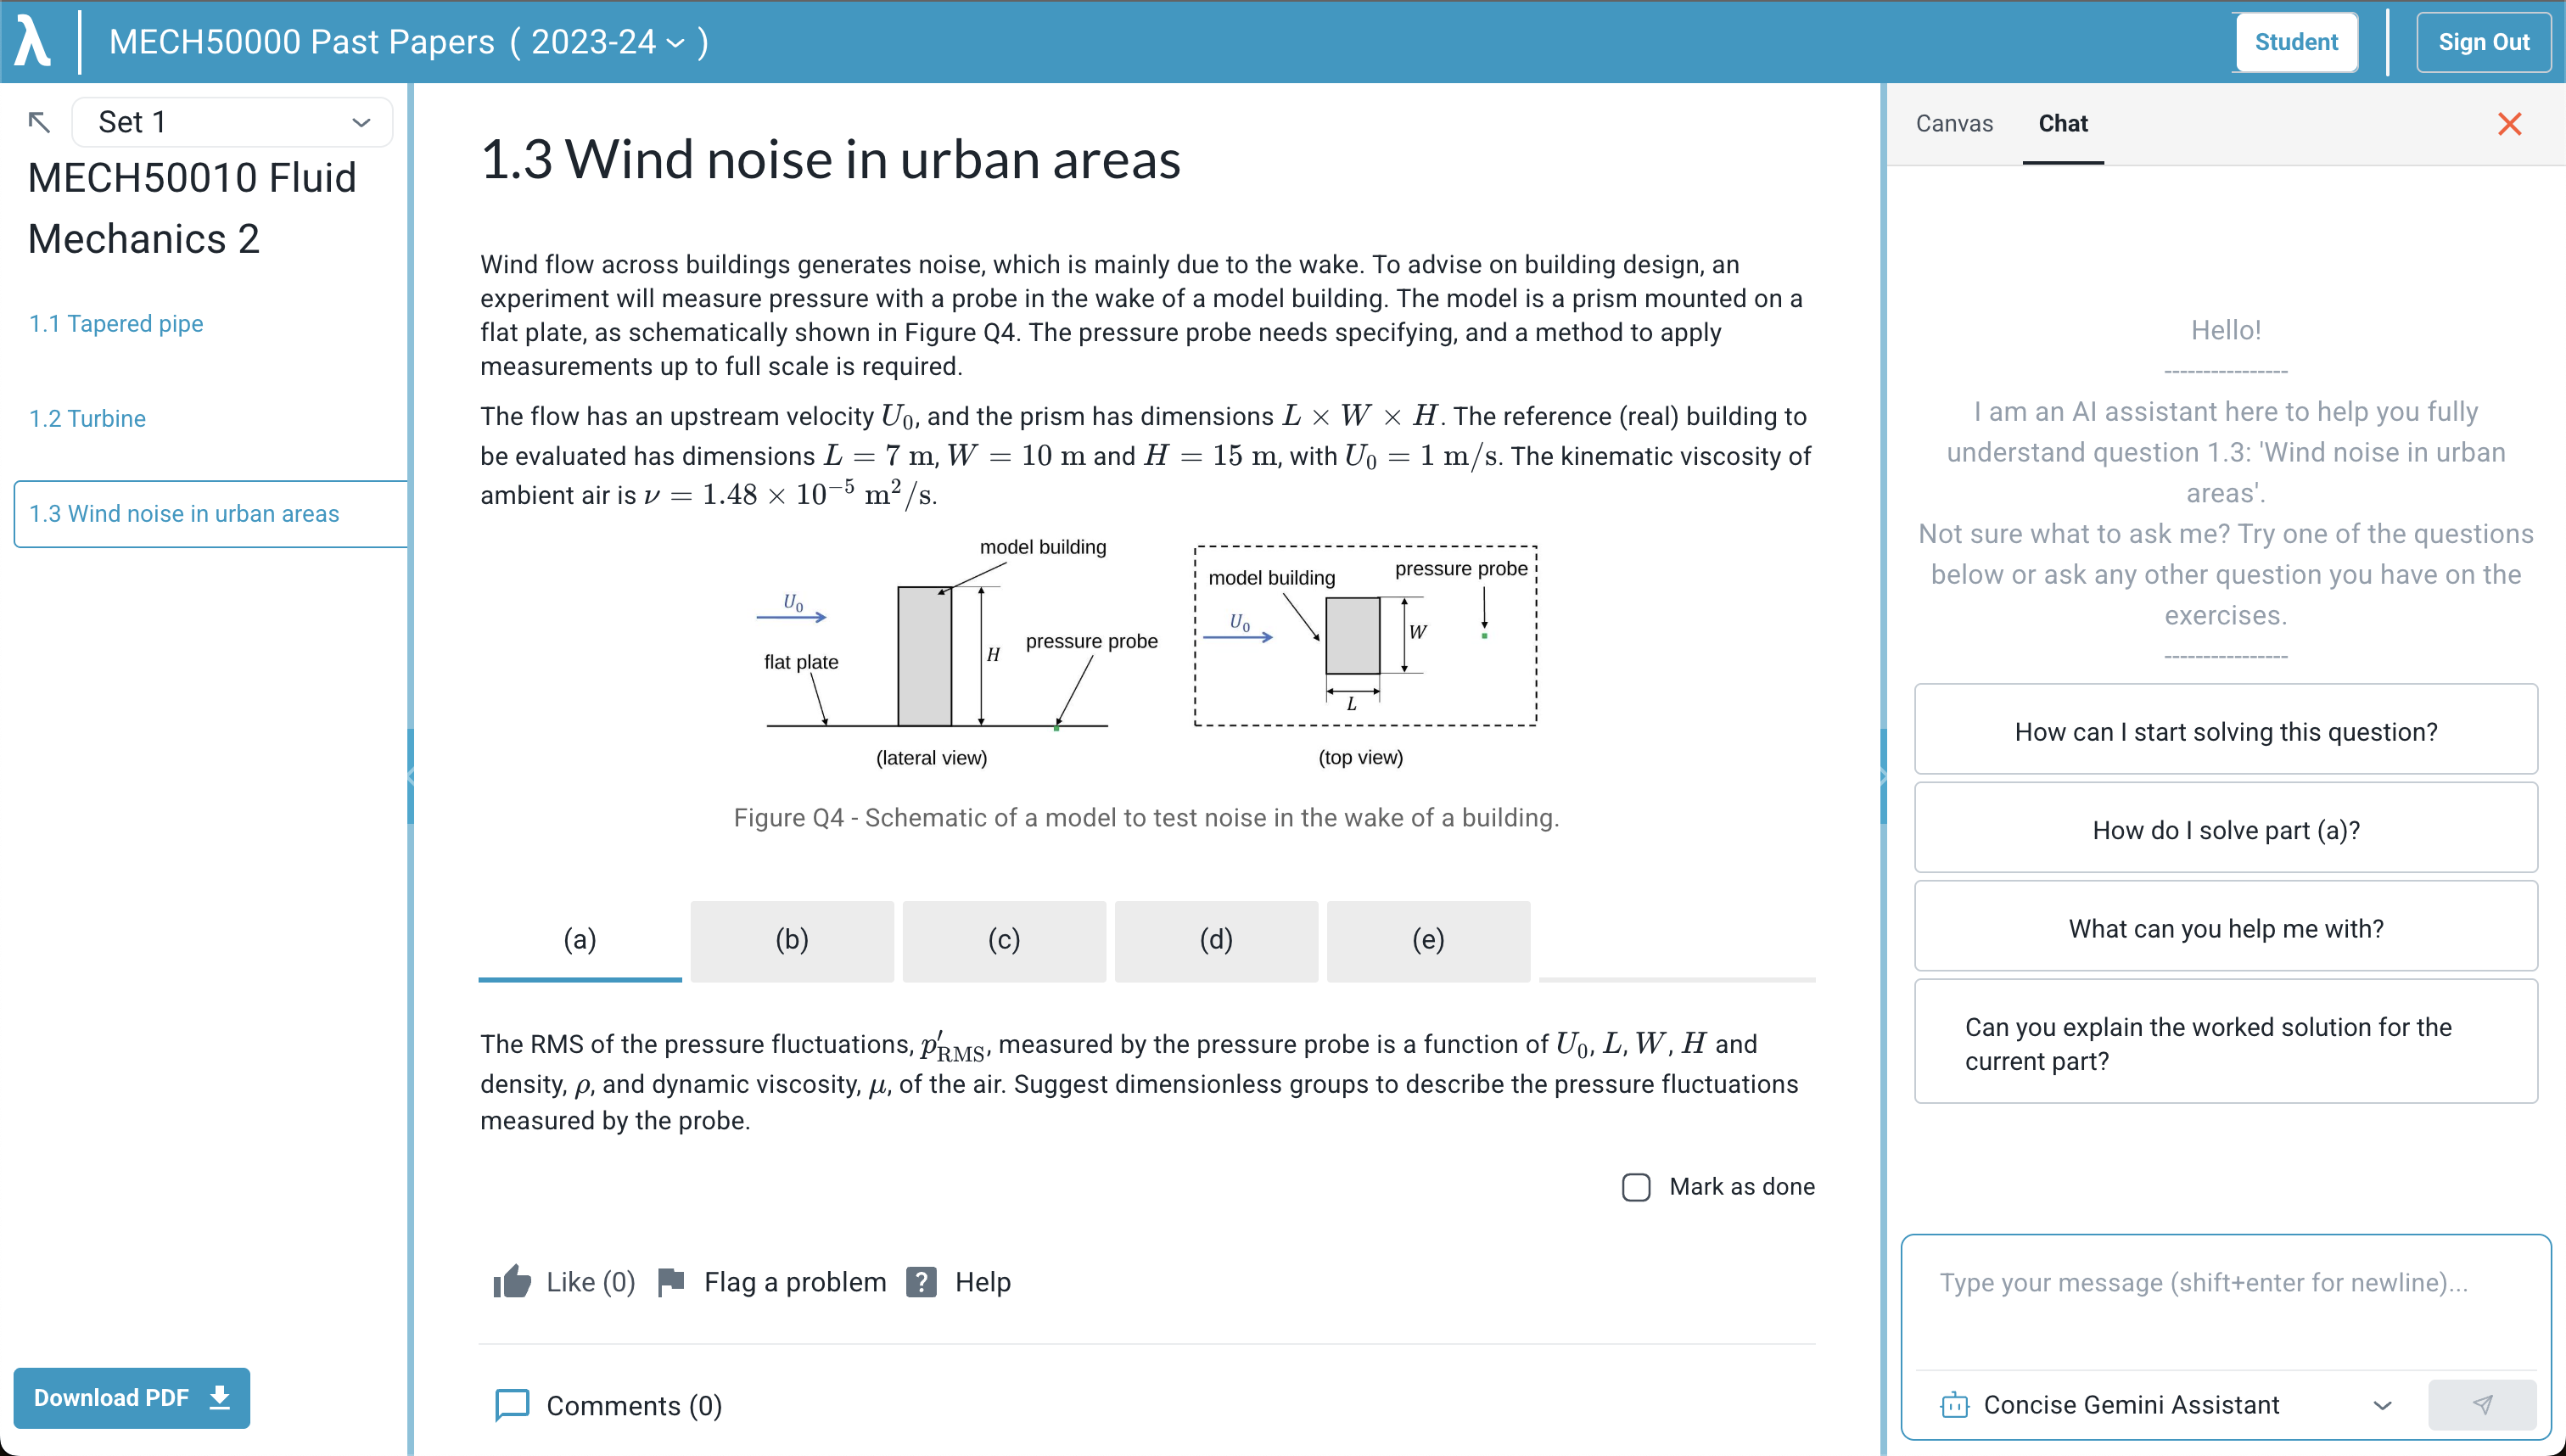 λ
MECH50000 Past Papers ( 2023-24 )
Student
Sign Out
Set 1
MECH50010 Fluid
Mechanics 2
1.1 Tapered pipe
1.2 Turbine
1.3 Wind noise in urban areas
Download PDF
1.3 Wind noise in urban areas
Wind flow across buildings generates noise, which is mainly due to the wake. To advise on building design, an
experiment will measure pressure with a probe in the wake of a model building. The model is a prism mounted on a
flat plate, as schematically shown in Figure Q4. The pressure probe needs specifying, and a method to apply
measurements up to full scale is required.
The flow has an upstream velocity U₀, and the prism has dimensions L × W × H. The reference (real) building to
be evaluated has dimensions L = 7 m, W = 10 m and H = 15 m, with U₀ = 1 m/s. The kinematic viscosity of
ambient air is ν = 1.48 × 10⁻⁵ m²/s.
model building
U₀
flat plate
H
pressure probe
(lateral view)
model building
pressure probe
U₀
W
L
(top view)
Figure Q4 - Schematic of a model to test noise in the wake of a building.
(a)
(b)
(c)
(d)
(e)
The RMS of the pressure fluctuations, p′RMS, measured by the pressure probe is a function of U₀, L, W, H and
density, ρ, and dynamic viscosity, μ, of the air. Suggest dimensionless groups to describe the pressure fluctuations
measured by the probe.
Mark as done
Like (0)
Flag a problem
? Help
Comments (0)
Canvas
Chat
Hello!
----------------
I am an AI assistant here to help you fully
understand question 1.3: 'Wind noise in urban
areas'.
Not sure what to ask me? Try one of the questions
below or ask any other question you have on the
exercises.
----------------
How can I start solving this question?
How do I solve part (a)?
What can you help me with?
Can you explain the worked solution for the
current part?
Type your message (shift+enter for newline)...
Concise Gemini Assistant